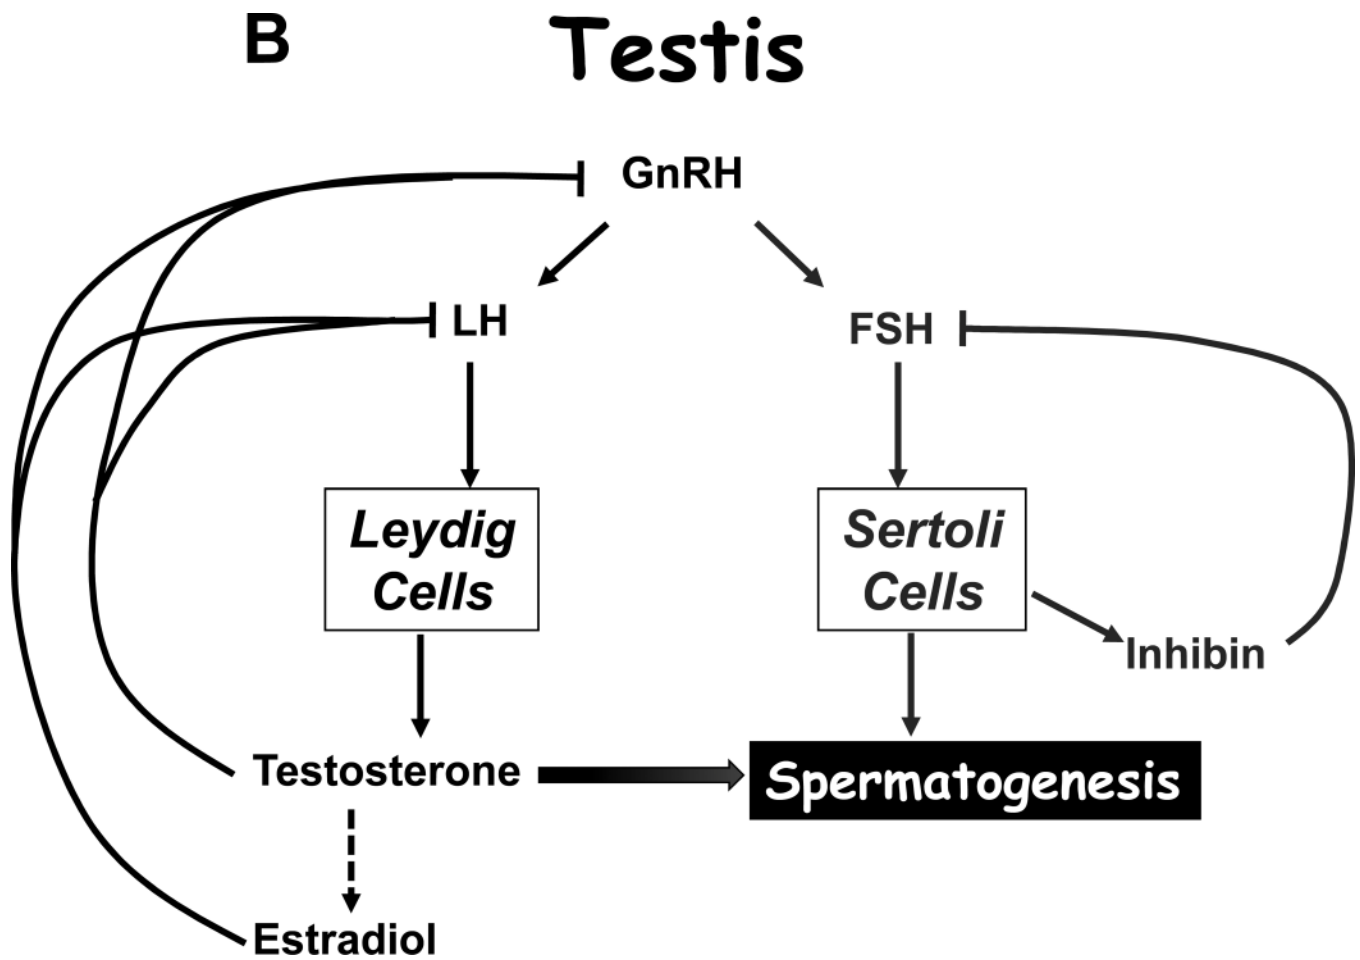 B
Testis
GnRH
LH
FSH
Leydig
Cells
Sertoli
Cells
Inhibin
Testosterone
Spermatogenesis
Estradiol